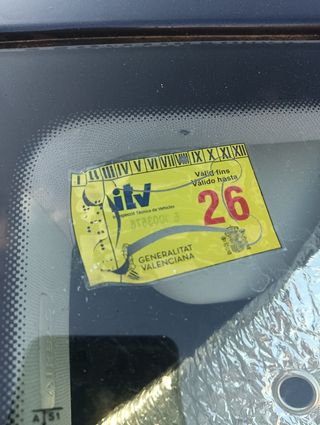 I II III IV V VI VII VIII IX X XI XII
itv
Inspecció Tècnica de Vehicles
Vàlid fins
Válido hasta
26
GENERALITAT
VALENCIANA
A 51